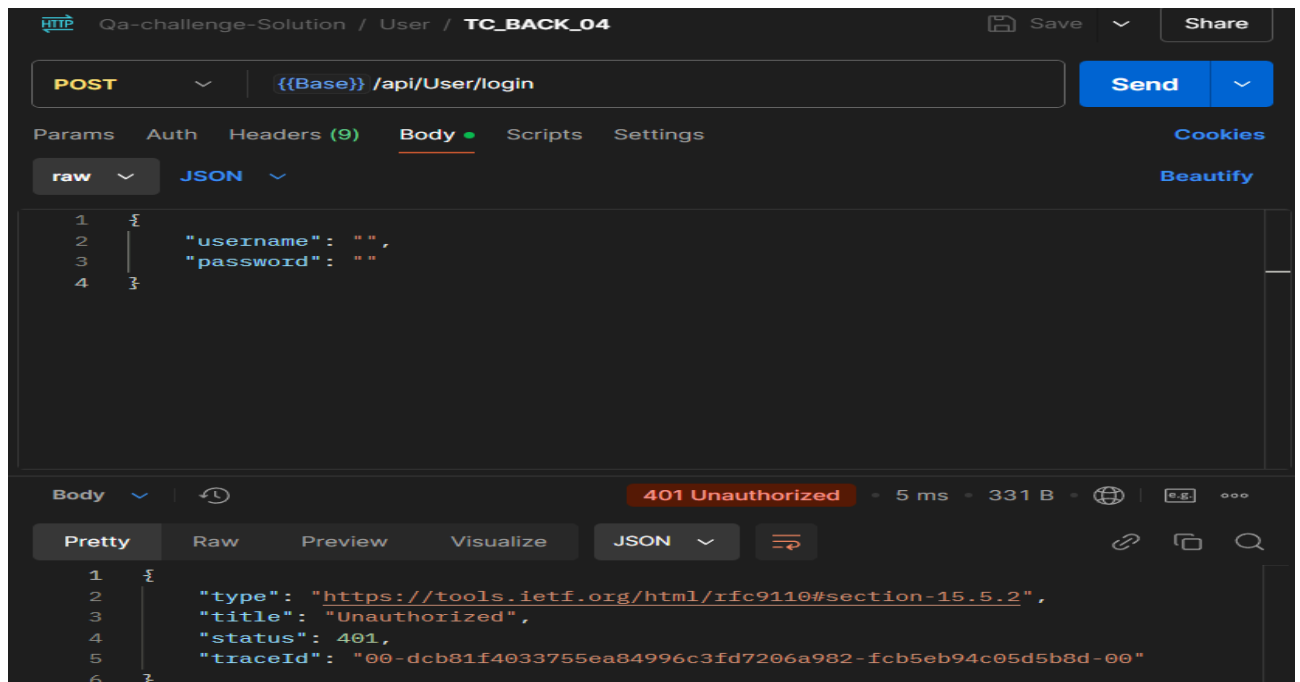 HTTP Qa-challenge-Solution / User / TC_BACK_04 Save Share
POST {{Base}} /api/User/login Send
Params Auth Headers (9) Body Scripts Settings Cookies
raw JSON Beautify
1 {
2 "username": "",
3 "password": ""
4 }
Body 401 Unauthorized 5 ms 331 B e.g.
Pretty Raw Preview Visualize JSON
1 {
2 "type": "https://tools.ietf.org/html/rfc9110#section-15.5.2",
3 "title": "Unauthorized",
4 "status": 401,
5 "traceId": "00-dcb81f4033755ea84996c3fd7206a982-fcb5eb94c05d5b8d-00"
6 }